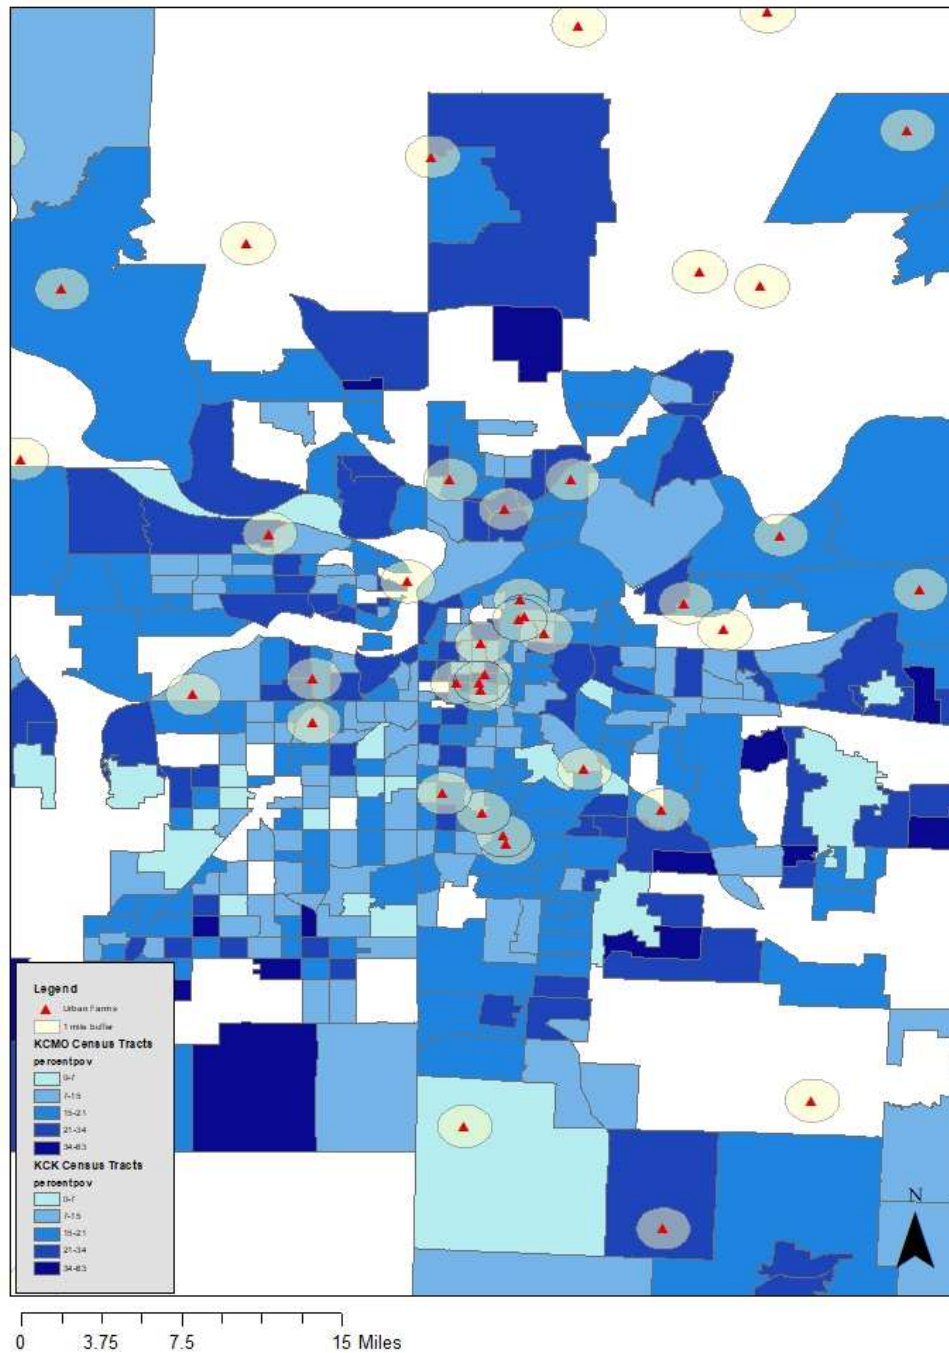 N
Legend
Urban Farms
1 mile buffer
KCMO Census Tracts
percentpov
0-7
7-15
15-21
21-34
34-63
KCK Census Tracts
percentpov
0-7
7-15
15-21
21-34
34-63
0 3.75 7.5 15 Miles